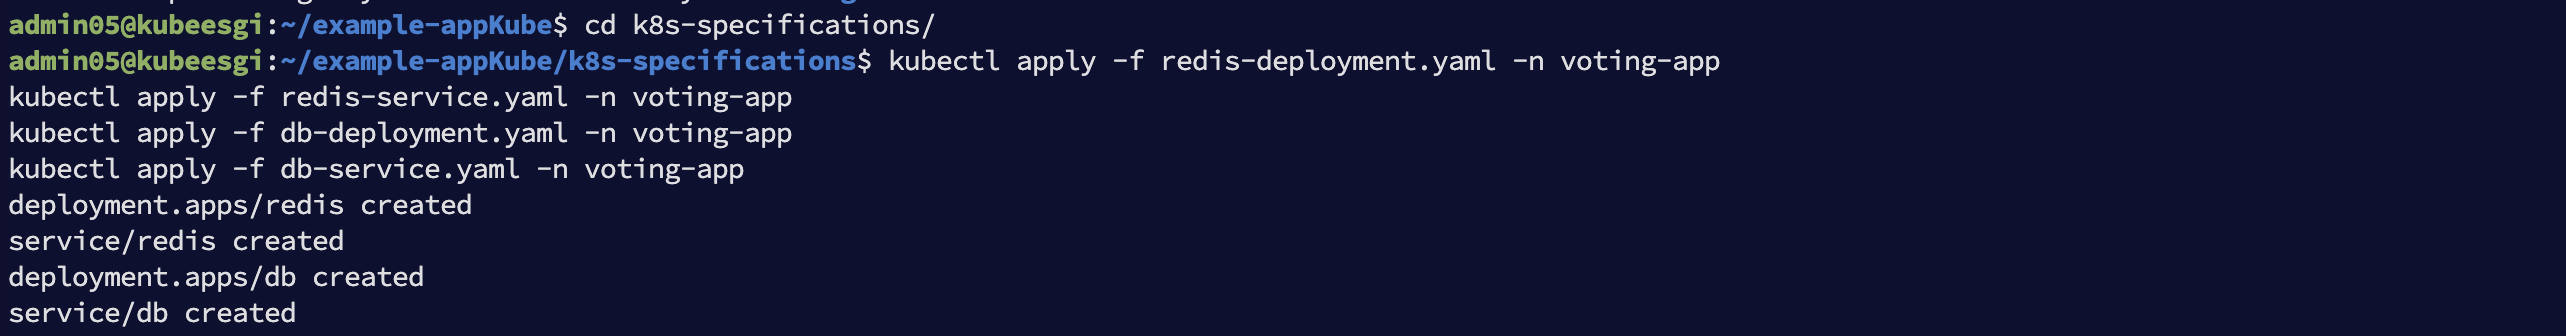 admin05@kubeesgi:~/example-appKube$ cd k8s-specifications/
admin05@kubeesgi:~/example-appKube/k8s-specifications$ kubectl apply -f redis-deployment.yaml -n voting-app
kubectl apply -f redis-service.yaml -n voting-app
kubectl apply -f db-deployment.yaml -n voting-app
kubectl apply -f db-service.yaml -n voting-app
deployment.apps/redis created
service/redis created
deployment.apps/db created
service/db created